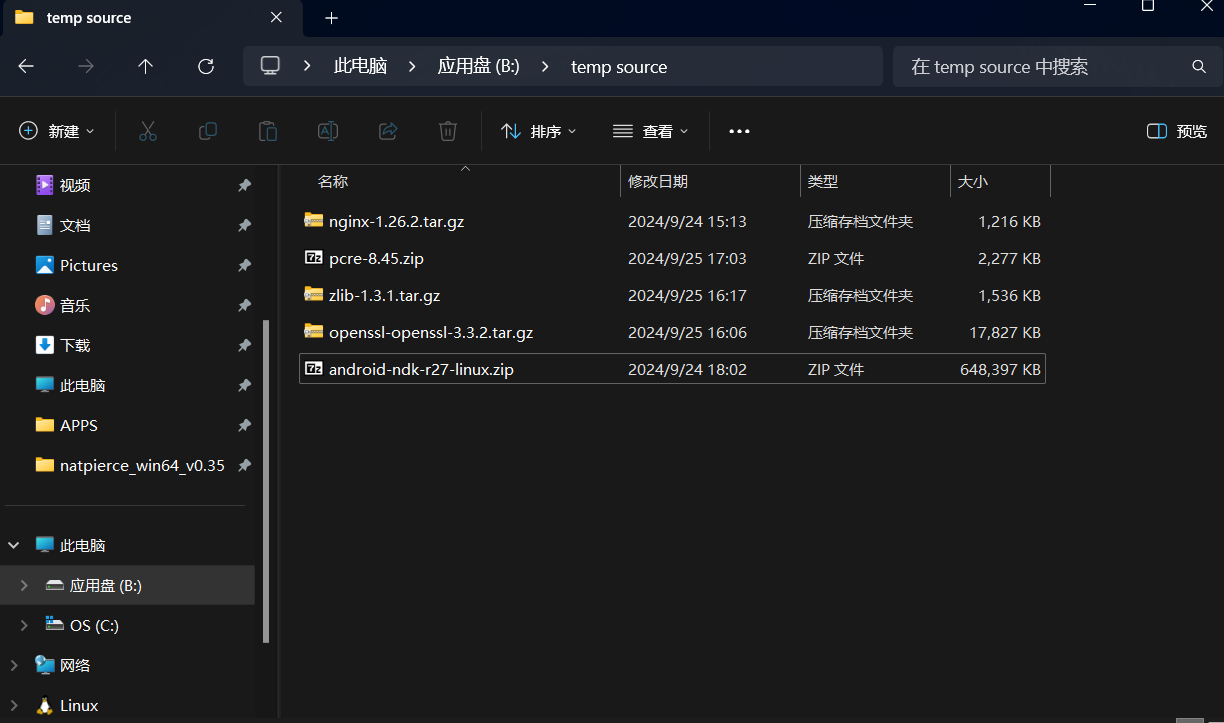 temp source
此电脑 应用盘 (B:) temp source
在 temp source 中搜索
新建 排序 查看 ••• 预览
视频
文档
Pictures
音乐
下载
此电脑
APPS
natpierce_win64_v0.35
此电脑
应用盘 (B:)
OS (C:)
网络
Linux
名称 修改日期 类型 大小
nginx-1.26.2.tar.gz 2024/9/24 15:13 压缩存档文件夹 1,216 KB
pcre-8.45.zip 2024/9/25 17:03 ZIP 文件 2,277 KB
zlib-1.3.1.tar.gz 2024/9/25 16:17 压缩存档文件夹 1,536 KB
openssl-openssl-3.3.2.tar.gz 2024/9/25 16:06 压缩存档文件夹 17,827 KB
android-ndk-r27-linux.zip 2024/9/24 18:02 ZIP 文件 648,397 KB